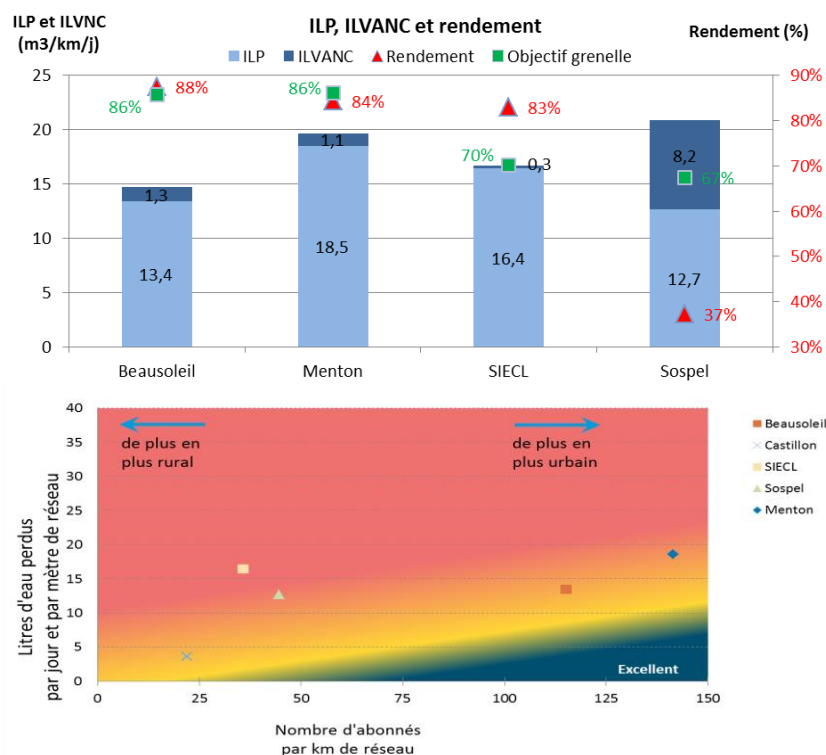 ILP et ILVNC
(m3/km/j)
ILP, ILVANC et rendement
Rendement (%)
ILP ILVANC Rendement Objectif grenelle
25
20
15
10
5
0
90%
80%
70%
60%
50%
40%
30%
88%
86%
1,3
13,4
86%
84%
1,1
18,5
83%
70%
0,3
16,4
8,2
67%
12,7
37%
Beausoleil Menton SIECL Sospel
40
35
30
25
20
15
10
5
0
Litres d'eau perdus
par jour et par mètre de réseau
de plus en
plus rural
de plus en
plus urbain
Excellent
0 25 50 75 100 125 150
Nombre d'abonnés
par km de réseau
Beausoleil
Castillon
SIECL
Sospel
Menton